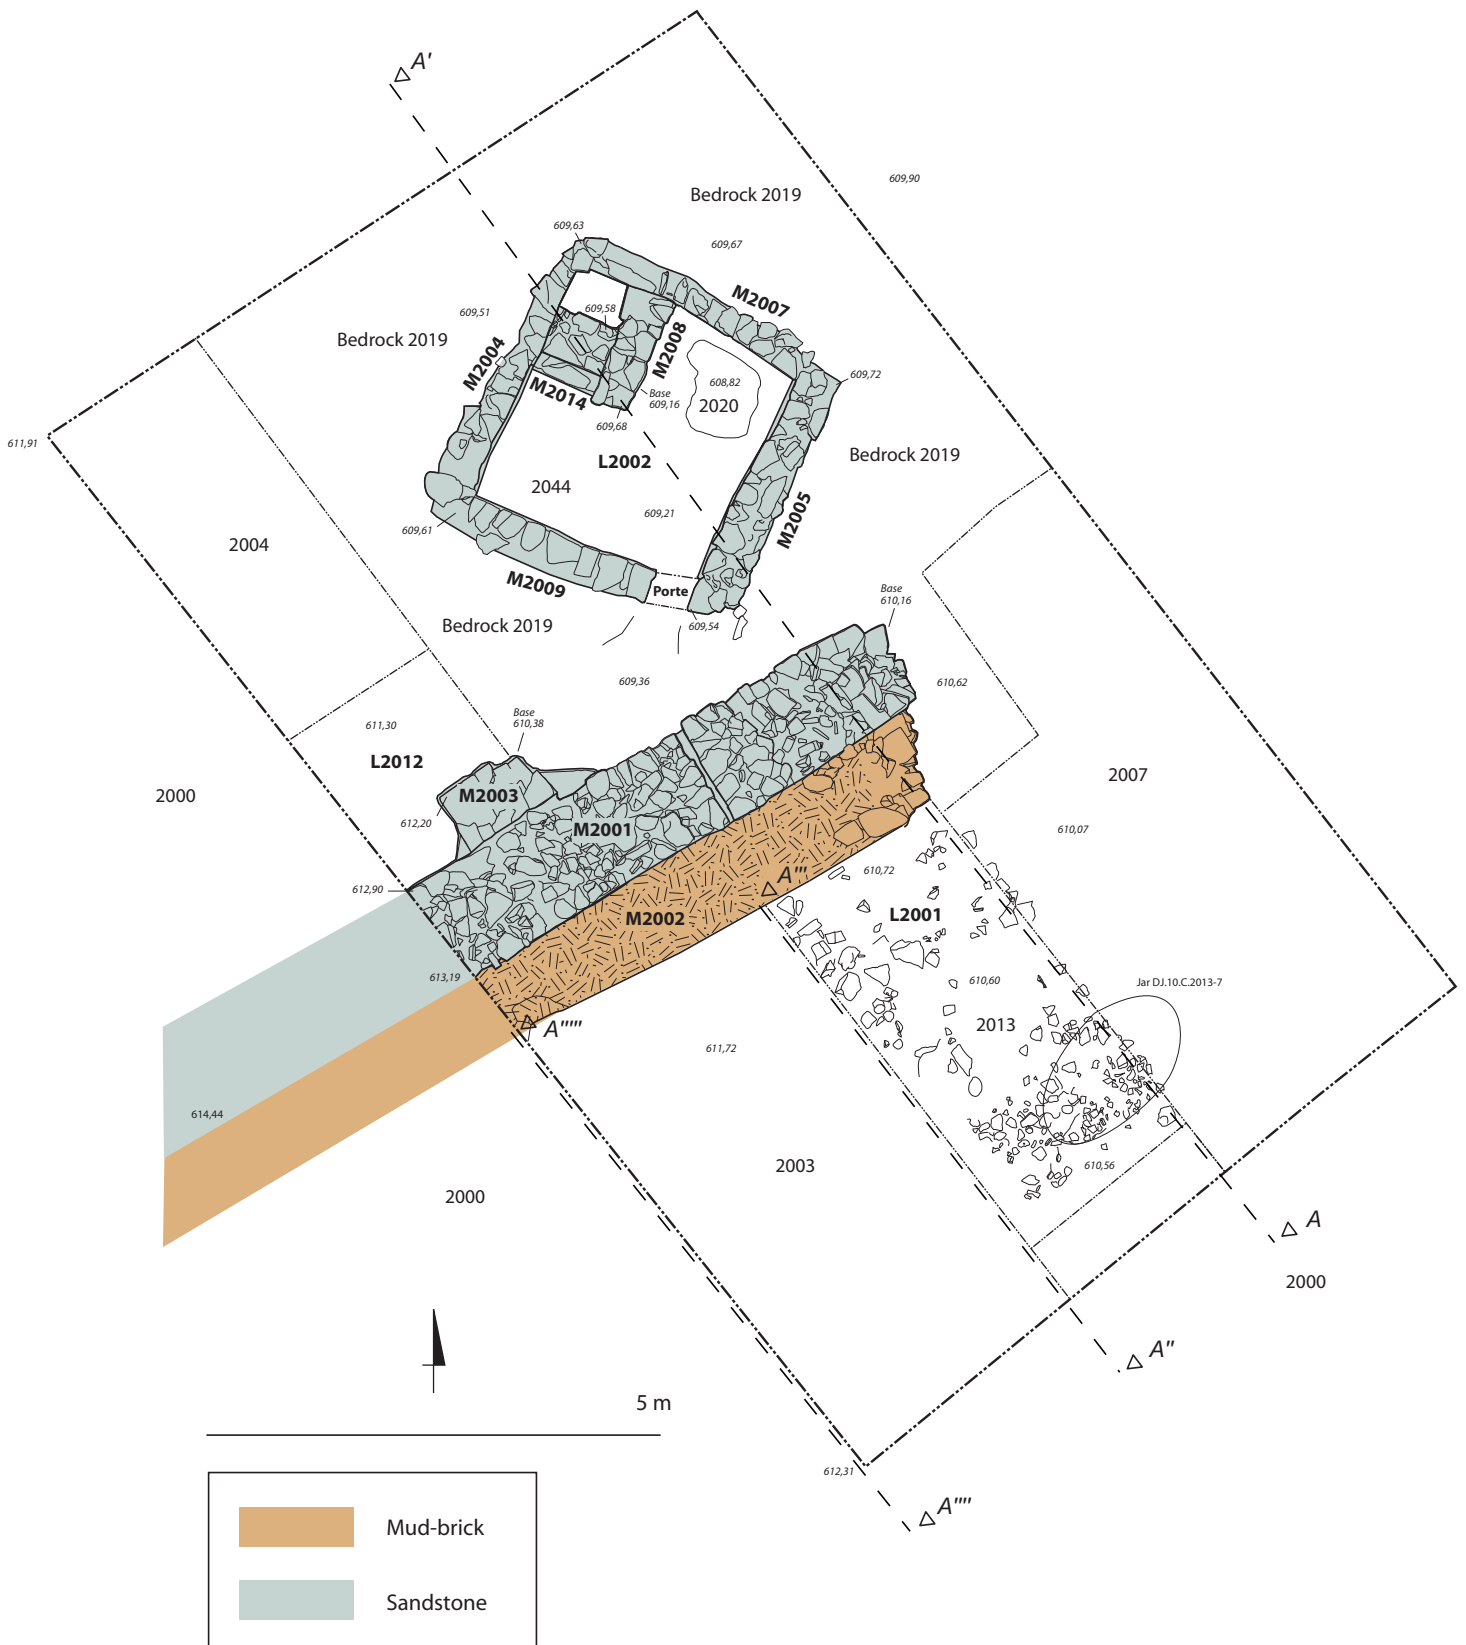 A'
609,90
Bedrock 2019
609,63
609,67
M2007
609,51
609,58
Bedrock 2019
M2004
M2008
609,72
608,82
M2014
Base
609,16
2020
609,68
611,91
L2002
Bedrock 2019
2044
609,21
M2005
609,61
2004
M2009
Porte
Base
610,16
609,54
Bedrock 2019
609,36
610,62
Base
610,38
611,30
L2012
2007
2000
M2003
612,20
M2001
610,07
610,72
A'''
612,90
M2002
L2001
613,19
610,60
Jar DJ.10.C.2013-7
2013
A'''''
611,72
614,44
2003
610,56
2000
A
2000
A''
5 m
612,31
A''''
Mud-brick
Sandstone